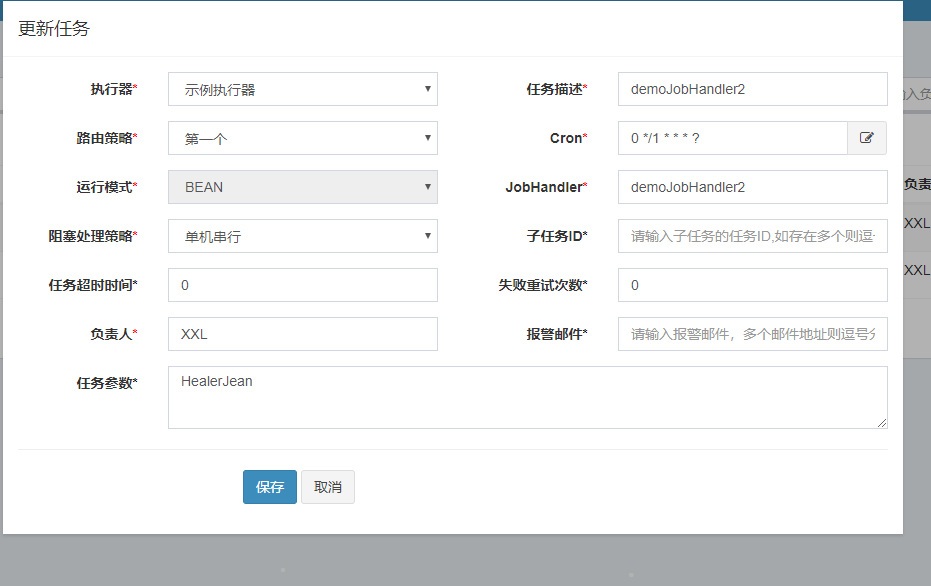 更新任务
执行器* 示例执行器 任务描述* demoJobHandler2
路由策略* 第一个 Cron* 0 */1 * * * ?
运行模式* BEAN JobHandler* demoJobHandler2
阻塞处理策略* 单机串行 子任务ID* 请输入子任务的任务ID,如存在多个则逗
任务超时时间* 0 失败重试次数* 0
负责人* XXL 报警邮件* 请输入报警邮件，多个邮件地址则逗号分
任务参数* HealerJean
保存 取消
输入负
负责
XXL
XXL